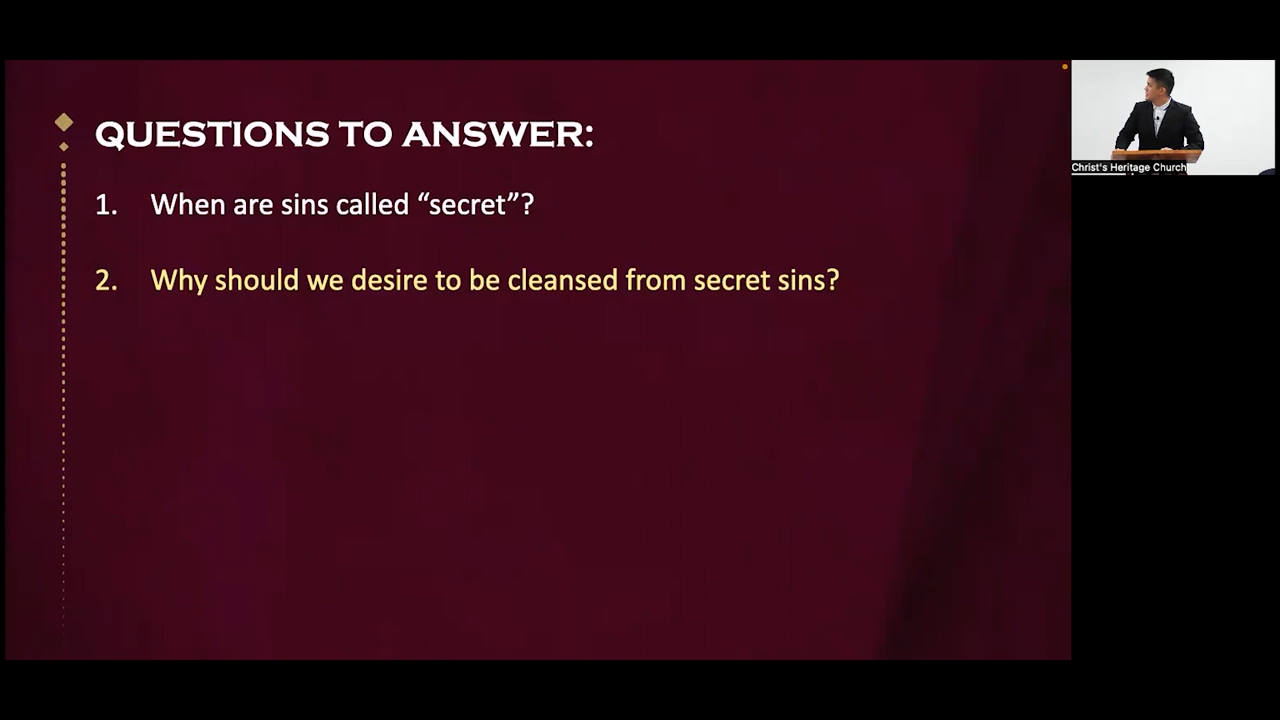 QUESTIONS TO ANSWER:
1. When are sins called “secret”?
2. Why should we desire to be cleansed from secret sins?
Christ's Heritage Church